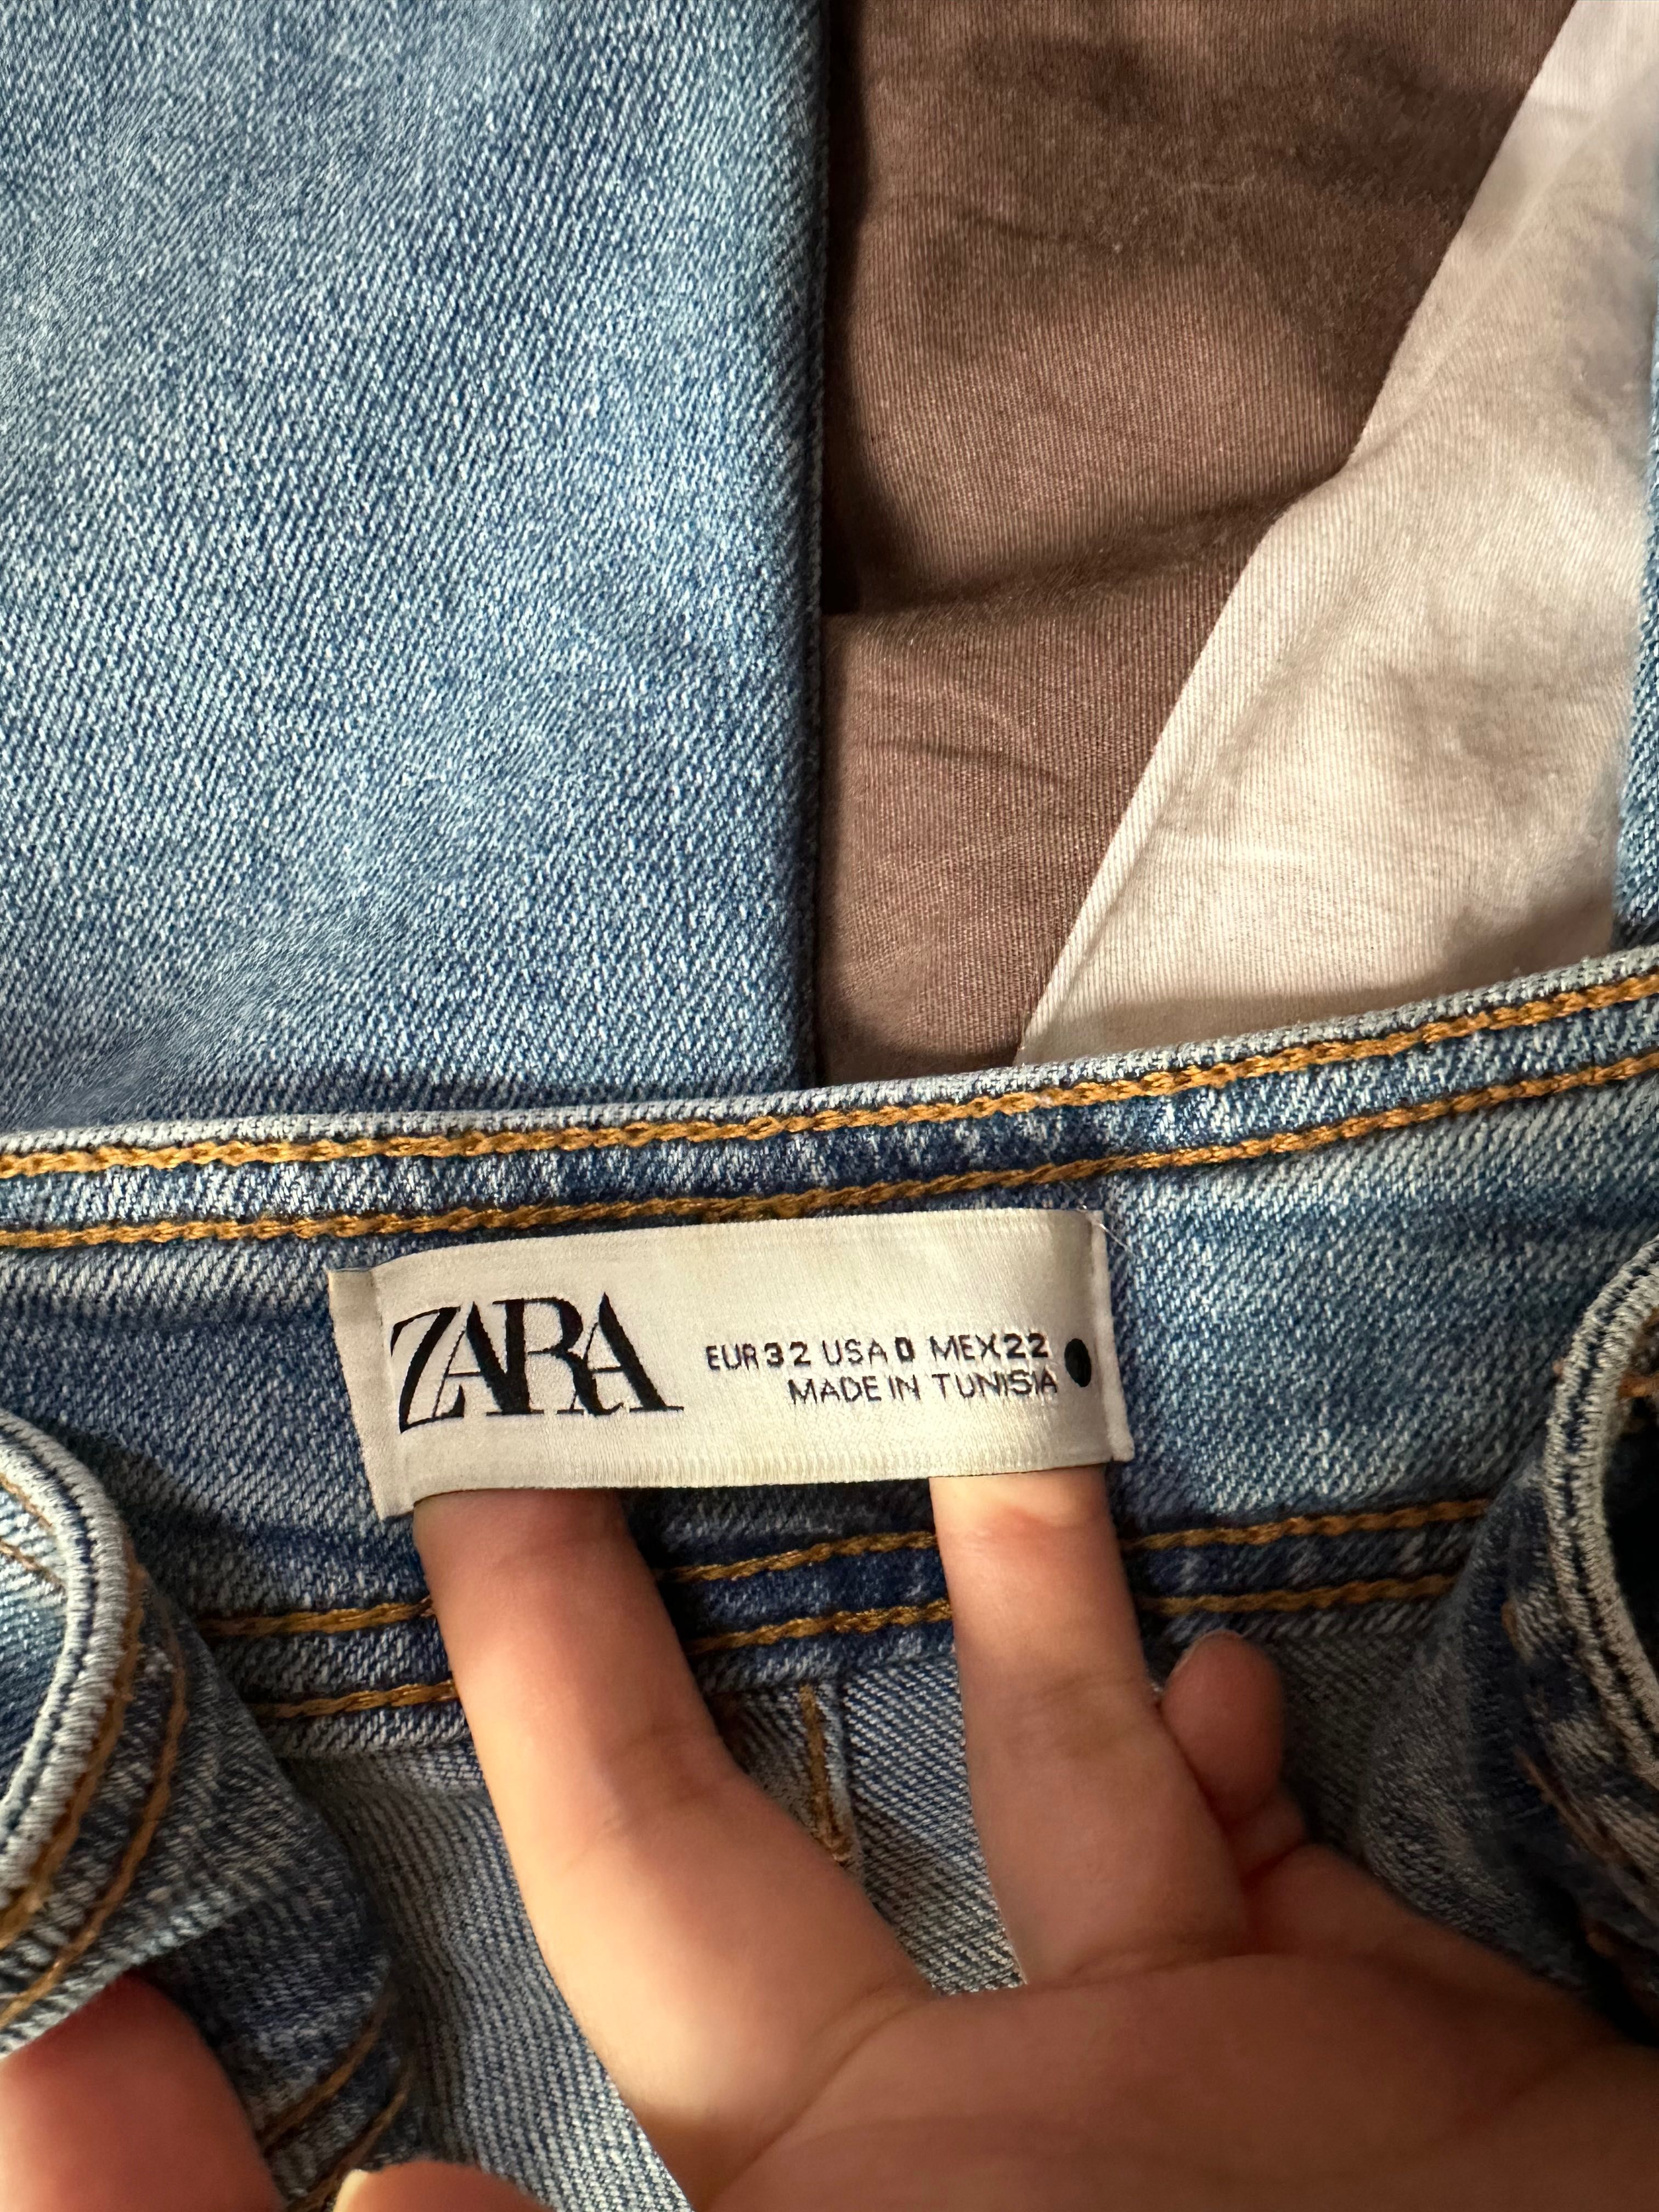 ZARA
EUR 32 USA 0 MEX 22
MADE IN TUNISIA